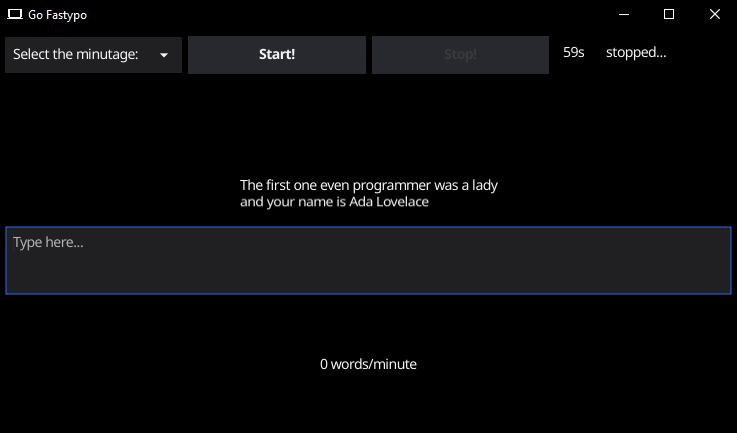 Go Fastypo
Select the minutage:
Start!
Stop!
59s
stopped...
The first one even programmer was a lady
and your name is Ada Lovelace
Type here...
0 words/minute